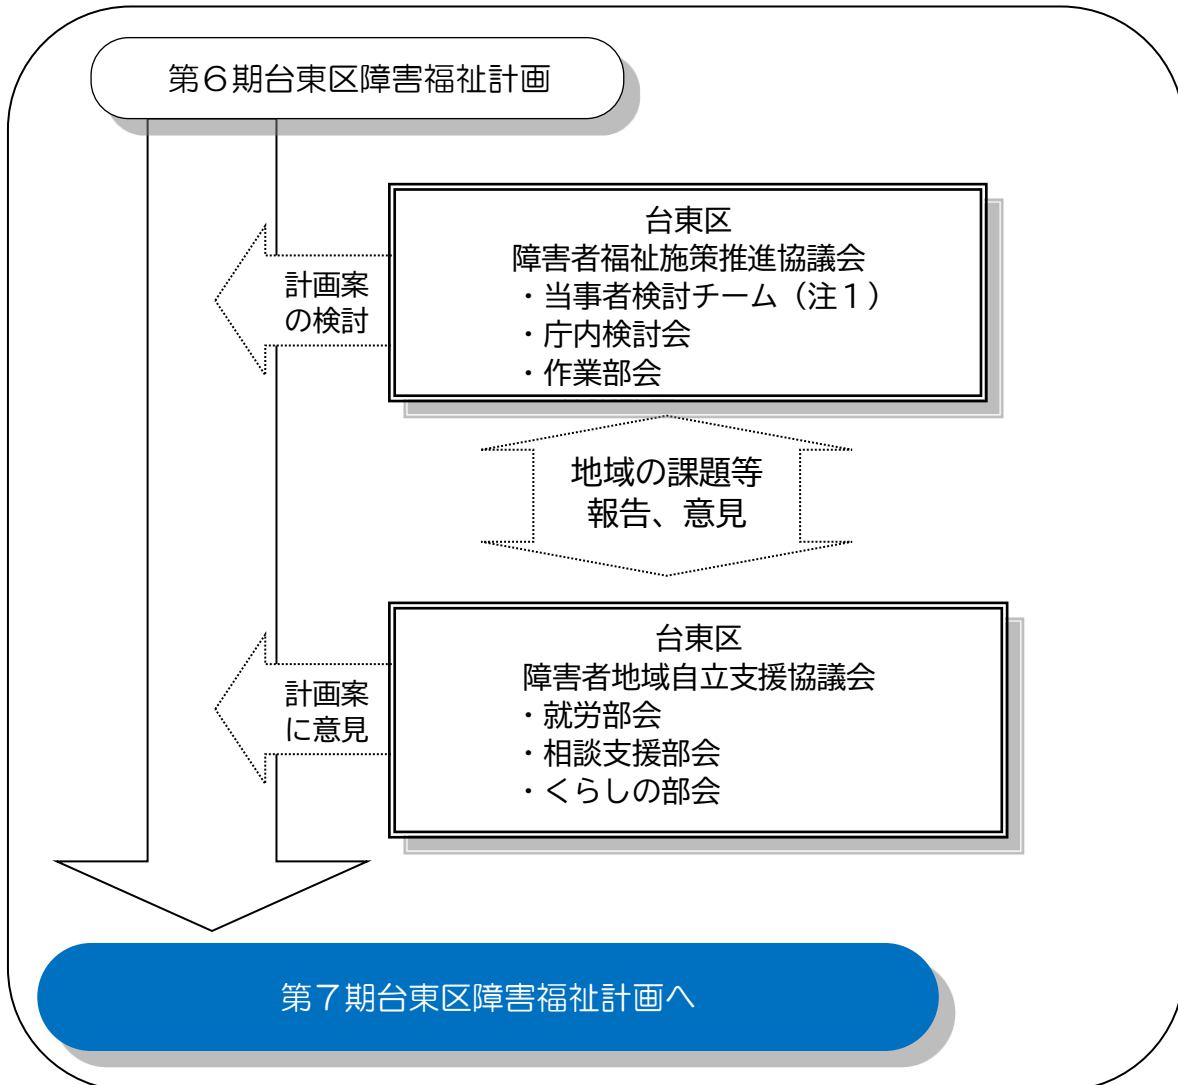 第６期台東区障害福祉計画
台東区
障害者福祉施策推進協議会
・当事者検討チーム（注１）
・庁内検討会
・作業部会
計画案
の検討
地域の課題等
報告、意見
台東区
障害者地域自立支援協議会
・就労部会
・相談支援部会
・くらしの部会
計画案
に意見
第７期台東区障害福祉計画へ